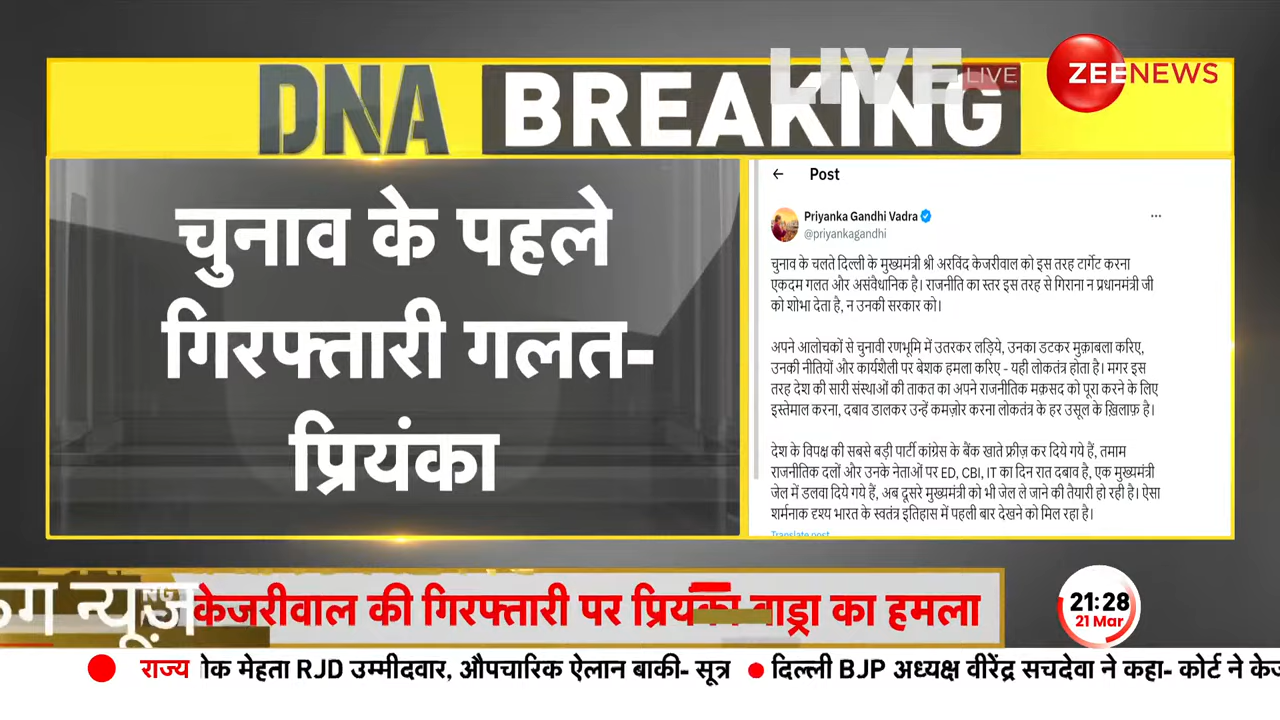 LIVE
LIVE
ZEE NEWS
DNA BREAKING
चुनाव के पहले
गिरफ्तारी गलत-
प्रियंका
← Post
Priyanka Gandhi Vadra
@priyankagandhi
चुनाव के चलते दिल्ली के मुख्यमंत्री श्री अरविंद केजरीवाल को इस तरह टार्गेट करना
एकदम गलत और असंवैधानिक है। राजनीति का स्तर इस तरह से गिराना न प्रधानमंत्री जी
को शोभा देता है, न उनकी सरकार को।
अपने आलोचकों से चुनावी रणभूमि में उतरकर लड़िये, उनका डटकर मुक़ाबला करिए,
उनकी नीतियों और कार्यशैली पर बेशक हमला करिए - यही लोकतंत्र होता है। मगर इस
तरह देश की सारी संस्थाओं की ताकत का अपने राजनीतिक मक़सद को पूरा करने के लिए
इस्तेमाल करना, दबाव डालकर उन्हें कमज़ोर करना लोकतंत्र के हर उसूल के ख़िलाफ़ है।
देश के विपक्ष की सबसे बड़ी पार्टी कांग्रेस के बैंक खाते फ्रीज़ कर दिये गये हैं, तमाम
राजनीतिक दलों और उनके नेताओं पर ED, CBI, IT का दिन रात दबाव है, एक मुख्यमंत्री
जेल में डलवा दिये गए हैं, अब दूसरे मुख्यमंत्री को भी जेल ले जाने की तैयारी हो रही है। ऐसा
शर्मनाक दृश्य भारत के स्वतंत्र इतिहास में पहली बार देखने को मिल रहा है।
Translate post
न्यूज़ केजरीवाल की गिरफ्तारी पर प्रियंका वाड्रा का हमला
21:28
21 Mar
राज्य मेहता RJD उम्मीदवार, औपचारिक ऐलान बाकी- सूत्र दिल्ली BJP अध्यक्ष वीरेंद्र सचदेवा ने कहा- कोर्ट ने